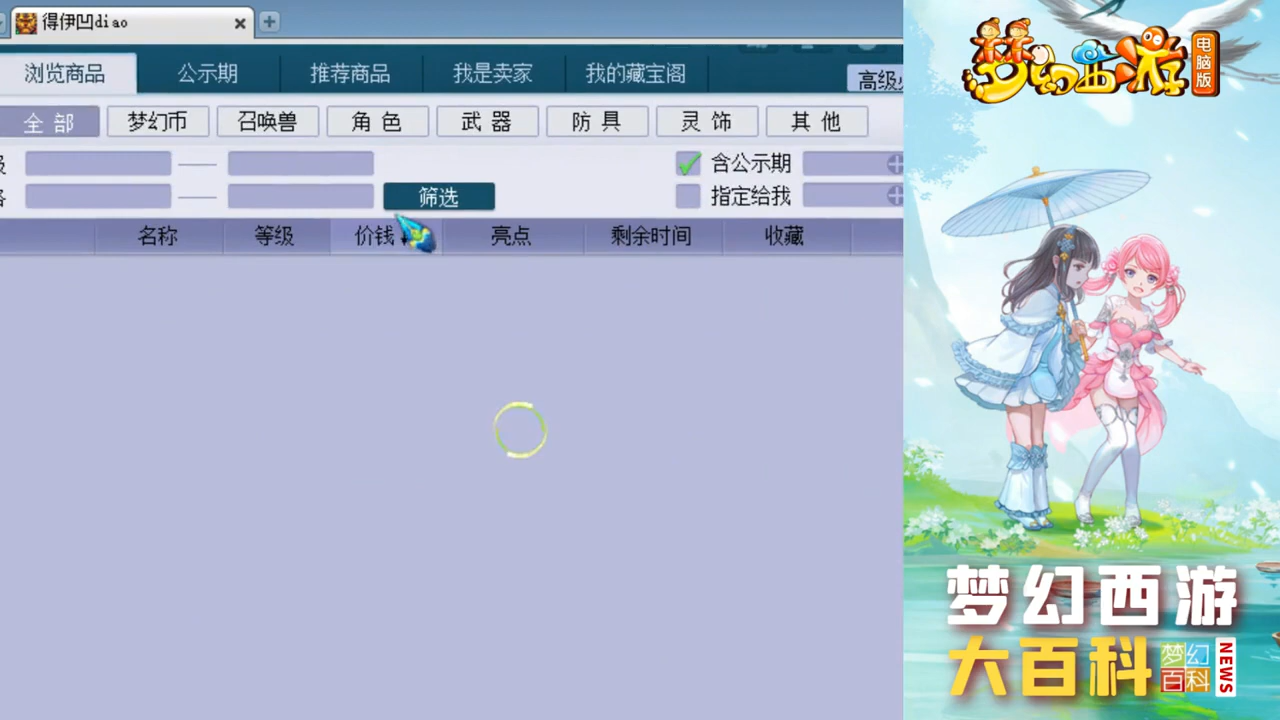 得伊凹diao
浏览商品 公示期 推荐商品 我是卖家 我的藏宝阁 高级
全部 梦幻币 召唤兽 角色 武器 防具 灵饰 其他
含公示期
筛选 指定给我
名称 等级 价钱 亮点 剩余时间 收藏
梦幻西游 电脑版
梦幻西游
大百科 梦幻百科 NEWS